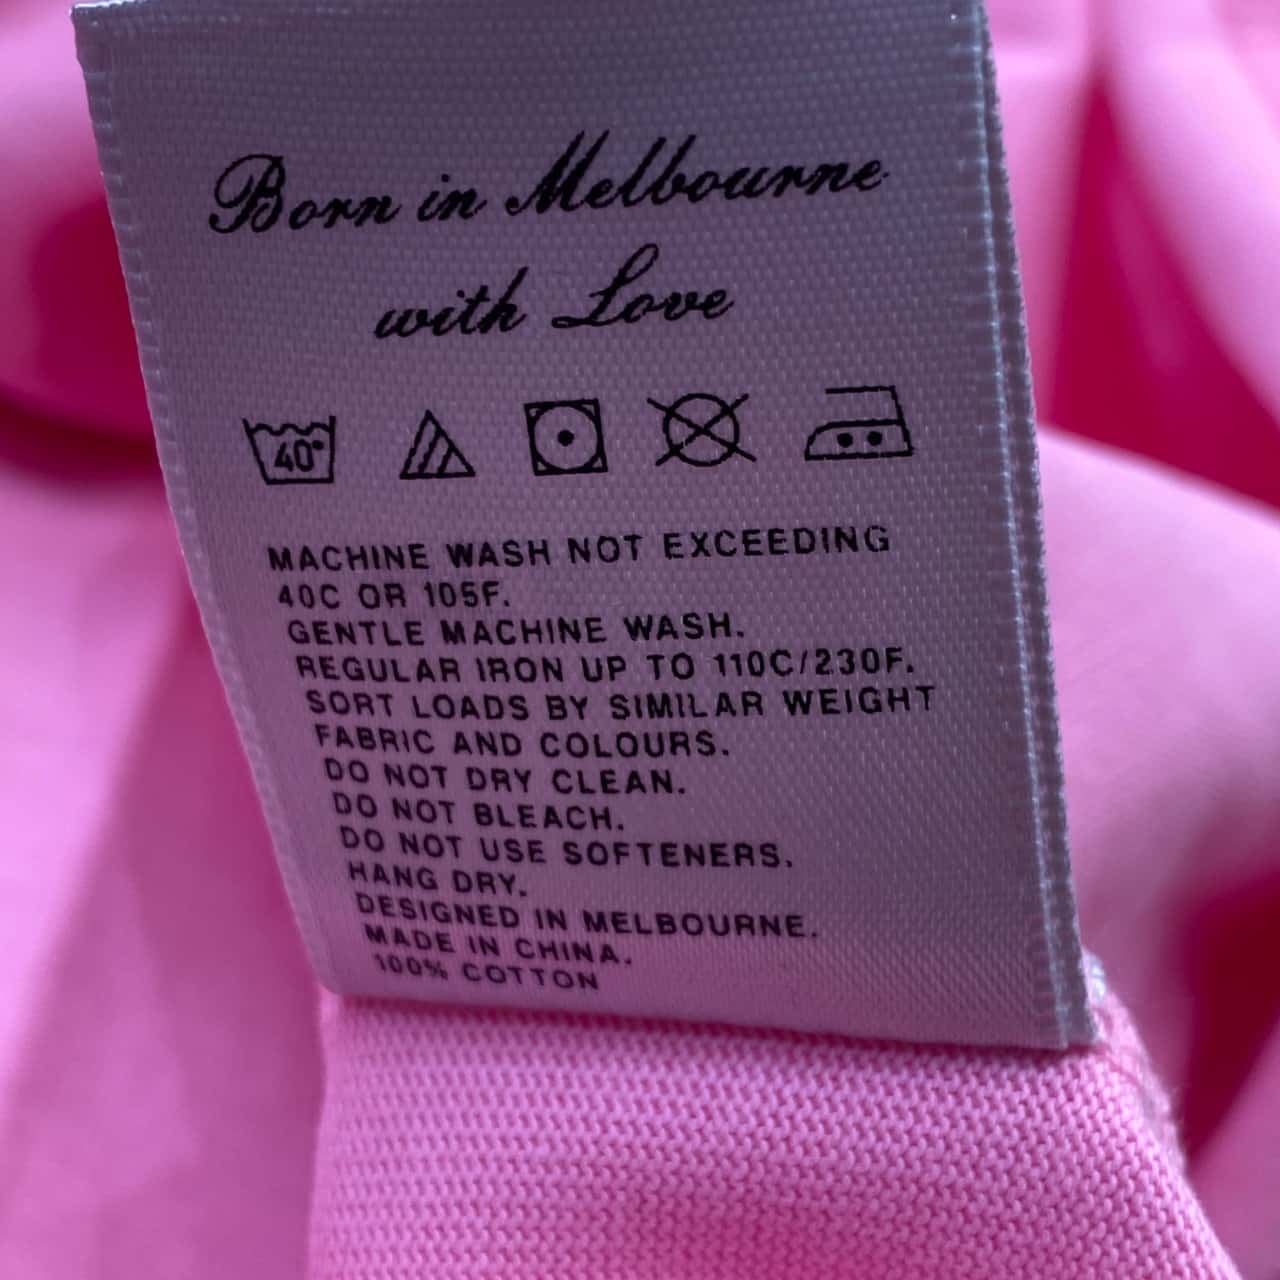 Born in Melbourne
with Love
40°
MACHINE WASH NOT EXCEEDING
40C OR 105F.
GENTLE MACHINE WASH.
REGULAR IRON UP TO 110C/230F.
SORT LOADS BY SIMILAR WEIGHT
FABRIC AND COLOURS.
DO NOT DRY CLEAN.
DO NOT BLEACH.
DO NOT USE SOFTENERS.
HANG DRY.
DESIGNED IN MELBOURNE.
MADE IN CHINA.
100% COTTON